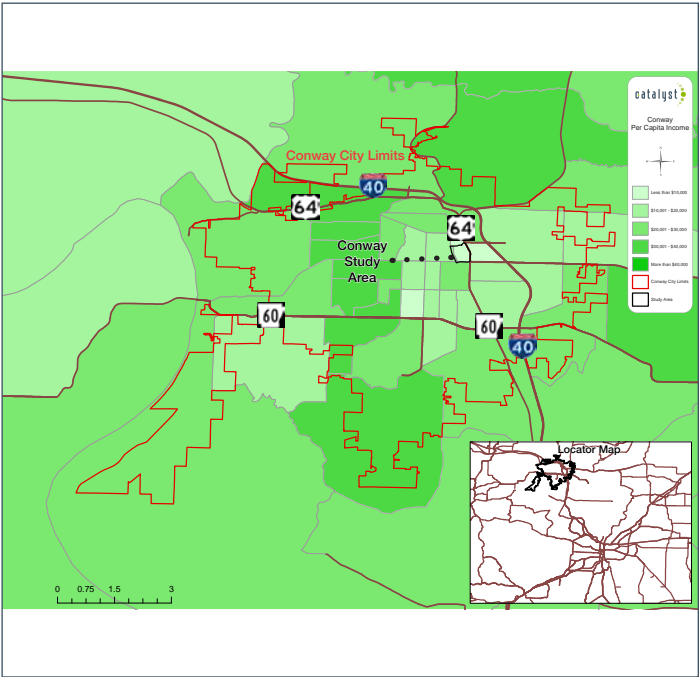 catalyst
Conway
Per Capita Income
Less than $10,000
$10,001 - $20,000
$20,001 - $30,000
$30,001 - $40,000
More than $40,000
Conway City Limits
Study Area
Conway City Limits
40
64
64
Conway
Study
Area
60
60
40
Locator Map
0 0.75 1.5 3